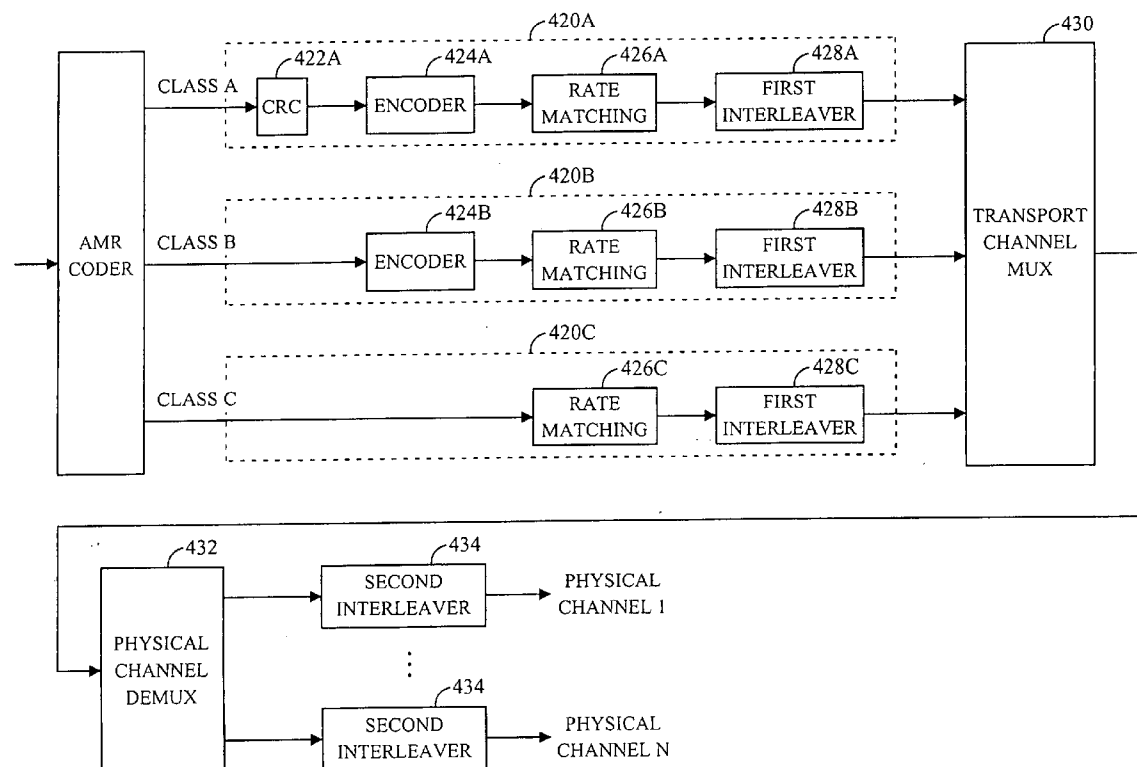 420A
430
422A
424A
426A
428A
CLASS A
CRC
ENCODER
RATE
MATCHING
FIRST
INTERLEAVER
420B
424B
426B
428B
AMR
CODER
CLASS B
ENCODER
RATE
MATCHING
FIRST
INTERLEAVER
TRANSPORT
CHANNEL
MUX
420C
426C
428C
CLASS C
RATE
MATCHING
FIRST
INTERLEAVER
432
434
SECOND
INTERLEAVER
PHYSICAL
CHANNEL 1
PHYSICAL
CHANNEL
DEMUX
434
SECOND
INTERLEAVER
PHYSICAL
CHANNEL N